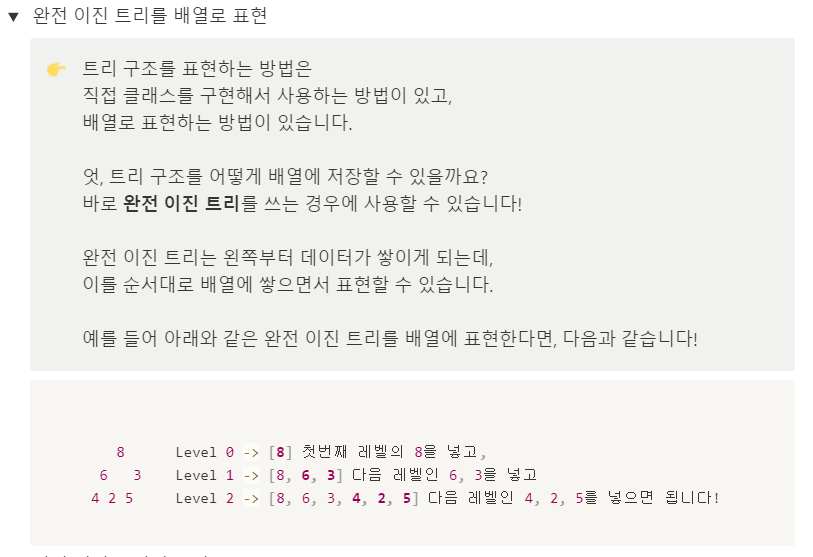 ▼ 완전 이진 트리를 배열로 표현
👉 트리 구조를 표현하는 방법은
직접 클래스를 구현해서 사용하는 방법이 있고,
배열로 표현하는 방법이 있습니다.
엇, 트리 구조를 어떻게 배열에 저장할 수 있을까요?
바로 완전 이진 트리를 쓰는 경우에 사용할 수 있습니다!
완전 이진 트리는 왼쪽부터 데이터가 쌓이게 되는데,
이를 순서대로 배열에 쌓으면서 표현할 수 있습니다.
예를 들어 아래와 같은 완전 이진 트리를 배열에 표현한다면, 다음과 같습니다!
8 Level 0 -> [8] 첫번째 레벨의 8을 넣고,
6 3 Level 1 -> [8, 6, 3] 다음 레벨인 6, 3을 넣고
4 2 5 Level 2 -> [8, 6, 3, 4, 2, 5] 다음 레벨인 4, 2, 5를 넣으면 됩니다!